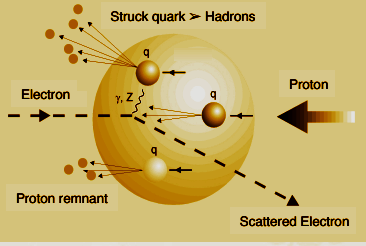 Struck quark ➢ Hadrons
q
Electron
γ, Z
q
Proton
q
Proton remnant
Scattered Electron